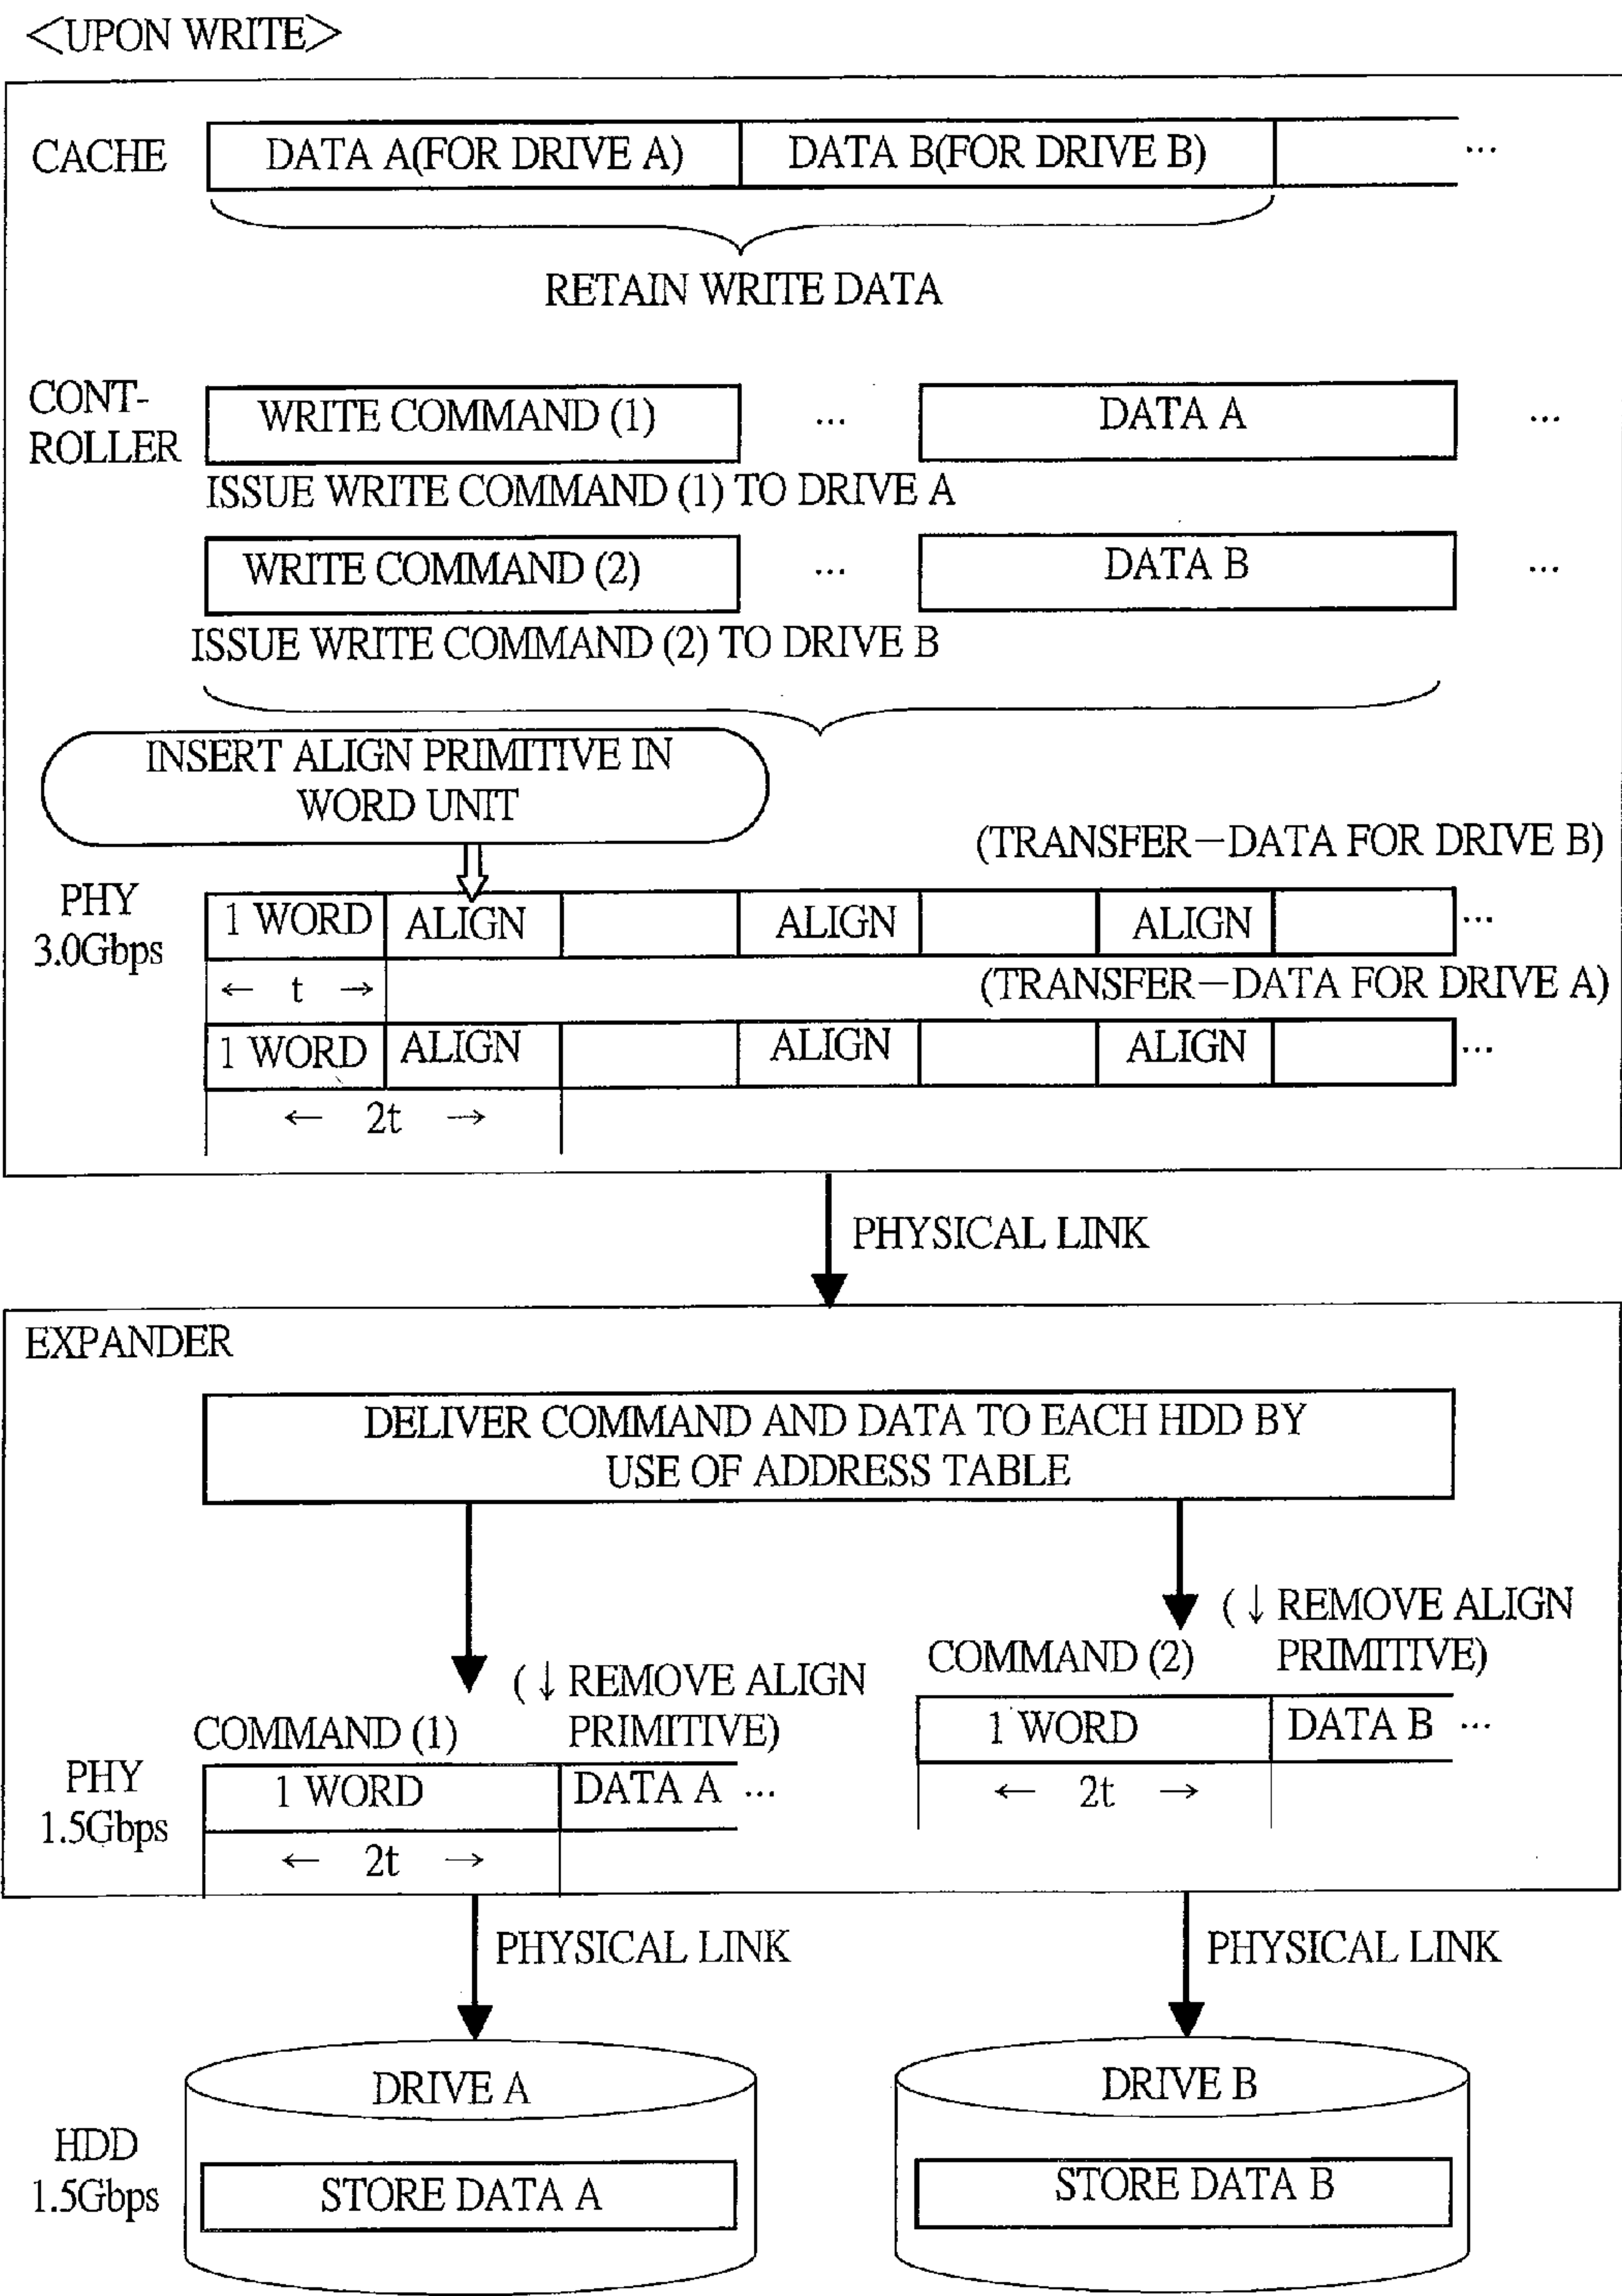 <UPON WRITE>
CACHE
DATA A(FOR DRIVE A)
DATA B(FOR DRIVE B)
...
RETAIN WRITE DATA
CONT-
ROLLER
WRITE COMMAND (1)
...
DATA A
...
ISSUE WRITE COMMAND (1) TO DRIVE A
WRITE COMMAND (2)
...
DATA B
...
ISSUE WRITE COMMAND (2) TO DRIVE B
INSERT ALIGN PRIMITIVE IN
WORD UNIT
(TRANSFER−DATA FOR DRIVE B)
PHY
3.0Gbps
1 WORD
ALIGN
ALIGN
ALIGN
...
← t →
(TRANSFER−DATA FOR DRIVE A)
1 WORD
ALIGN
ALIGN
ALIGN
...
← 2t →
PHYSICAL LINK
EXPANDER
DELIVER COMMAND AND DATA TO EACH HDD BY
USE OF ADDRESS TABLE
(↓REMOVE ALIGN
PRIMITIVE)
COMMAND (2)
1 WORD
DATA B
...
← 2t →
(↓REMOVE ALIGN
PRIMITIVE)
COMMAND (1)
PHY
1.5Gbps
1 WORD
DATA A
...
← 2t →
PHYSICAL LINK
PHYSICAL LINK
DRIVE A
DRIVE B
HDD
1.5Gbps
STORE DATA A
STORE DATA B